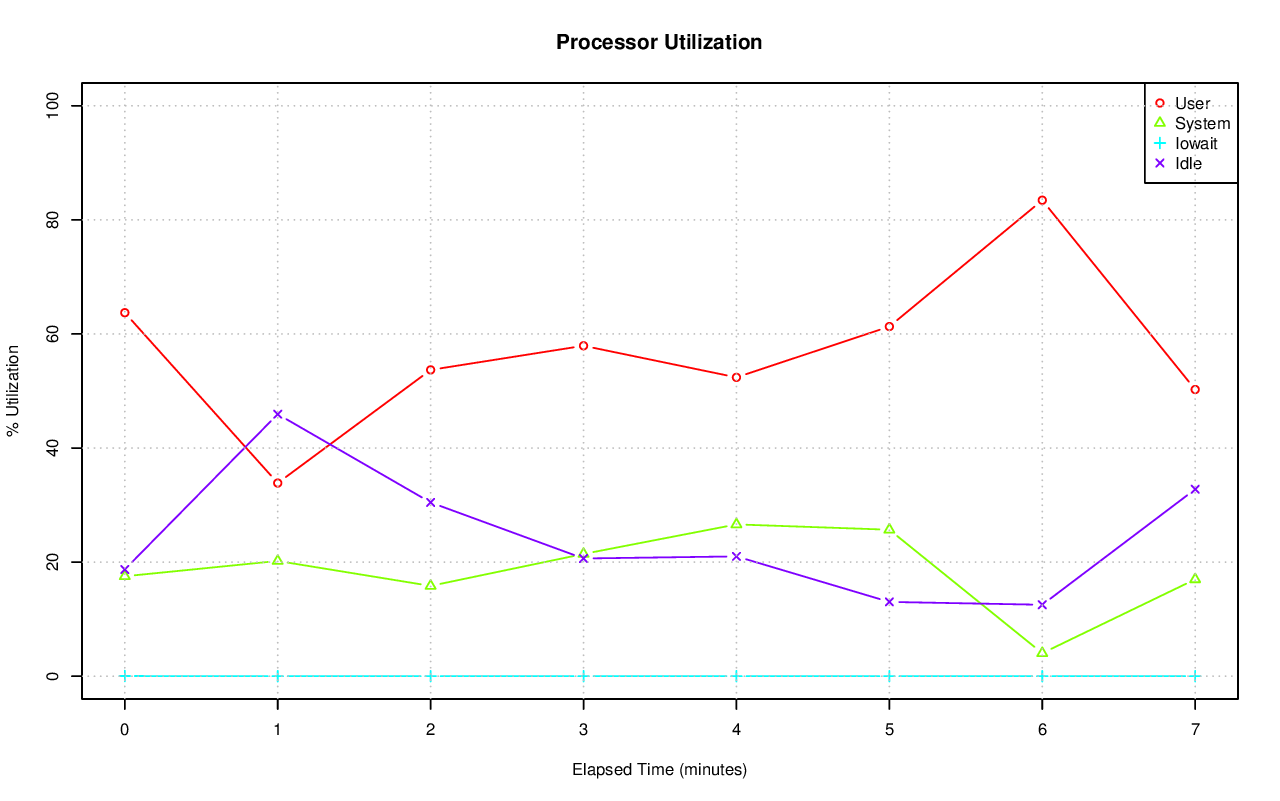 Processor Utilization
User
System
Iowait
Idle
100
80
60
40
20
0
% Utilization
0 1 2 3 4 5 6 7
Elapsed Time (minutes)